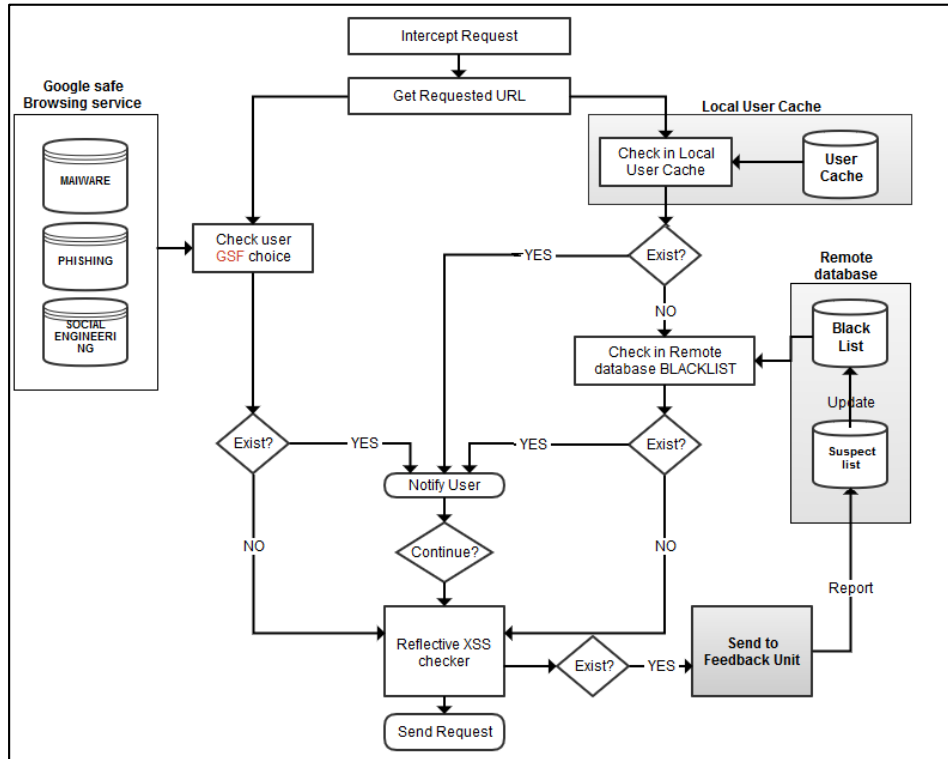 Intercept Request
Get Requested URL
Google safe
Browsing service
MAIWARE
PHISHING
SOCIAL
ENGINEERI
NG
Check user
GSF choice
Local User Cache
Check in Local
User Cache
User
Cache
Exist?
YES
NO
Remote
database
Check in Remote
database BLACKLIST
Black
List
Update
Suspect
list
Exist?
YES
YES
Exist?
Notify User
NO
Continue?
NO
Report
Reflective XSS
checker
Exist?
YES
Send to
Feedback Unit
Send Request